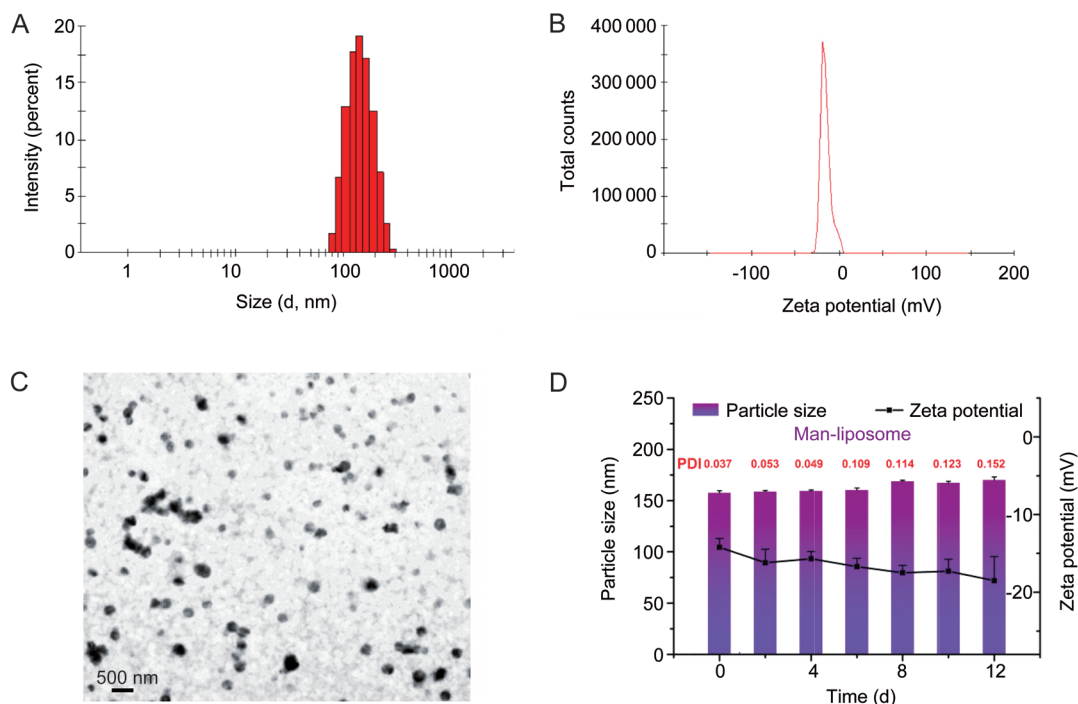 A
20
15
10
5
0
Intensity (percent)
1 10 100 1000
Size (d, nm)
B
400 000
300 000
200 000
100 000
0
Total counts
-100 0 100 200
Zeta potential (mV)
C
500 nm
D
250
200
150
100
50
0
Particle size (nm)
Particle size Zeta potential
Man-liposome
PDI 0.037 0.053 0.049 0.109 0.114 0.123 0.152
0
-10
-20
Zeta potential (mV)
0 4 8 12
Time (d)